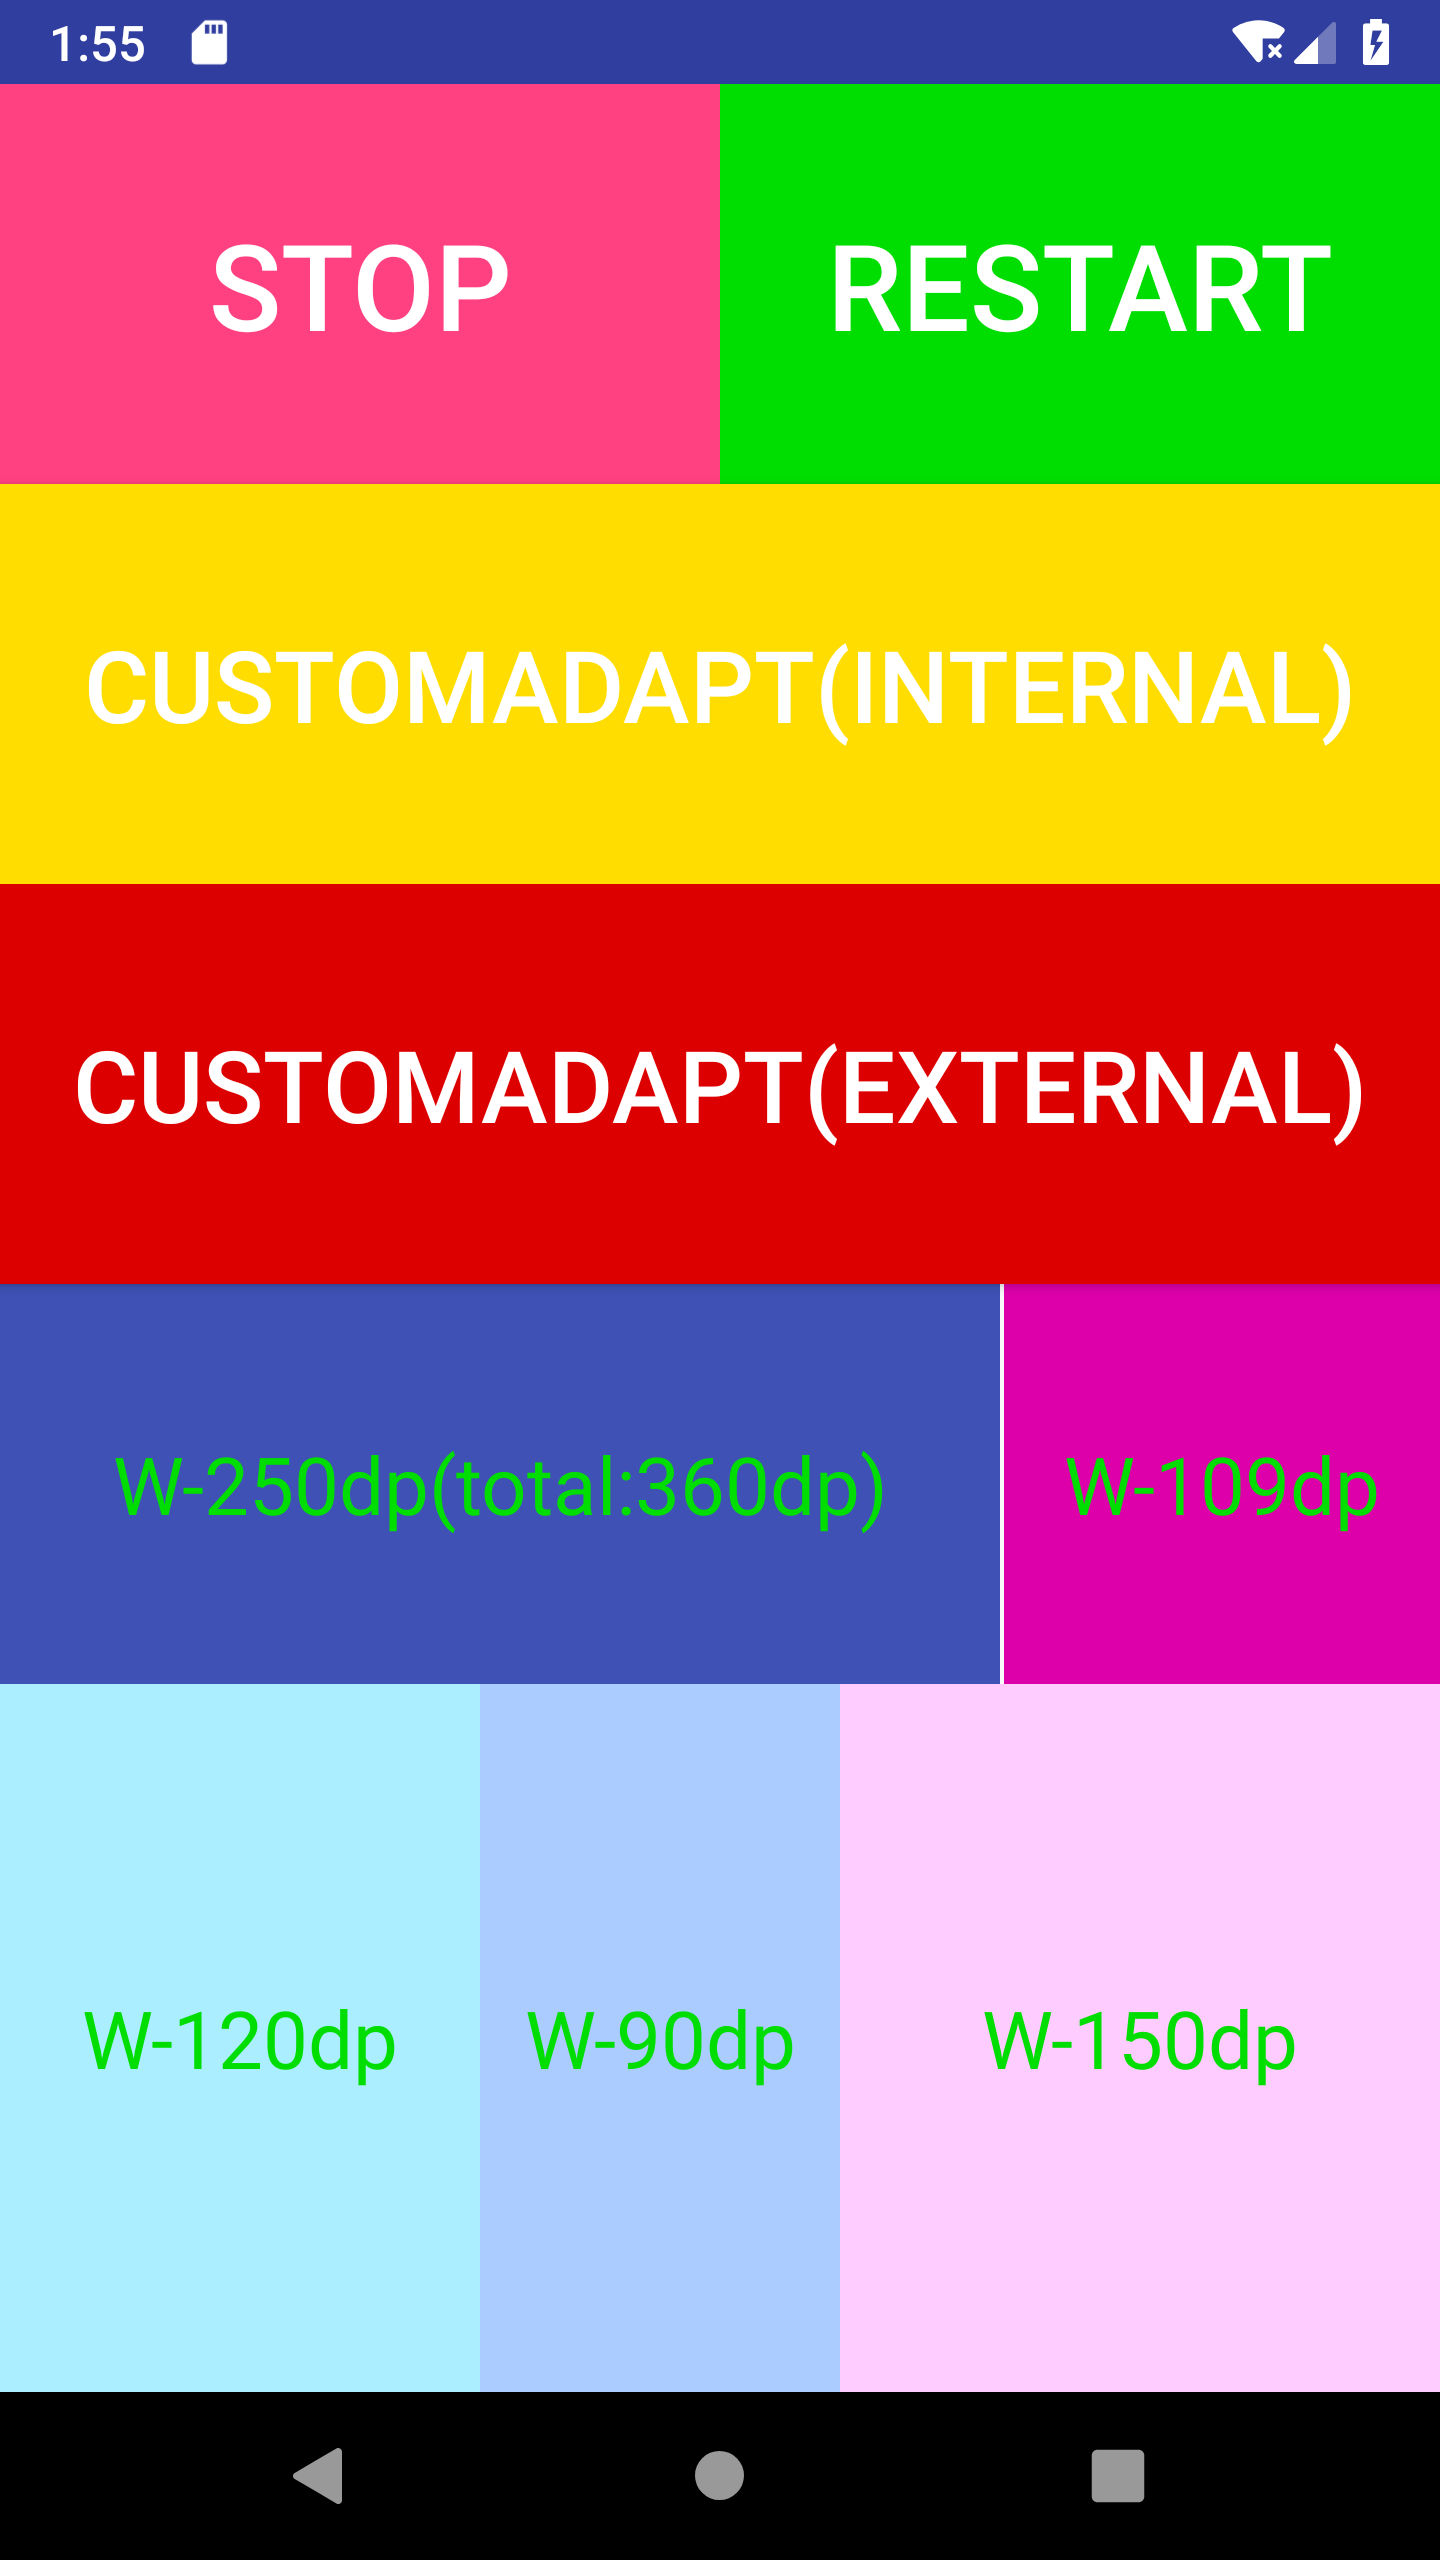 1:55
STOP
RESTART
CUSTOMADAPT(INTERNAL)
CUSTOMADAPT(EXTERNAL)
W-250dp(total:360dp)
W-109dp
W-120dp
W-90dp
W-150dp